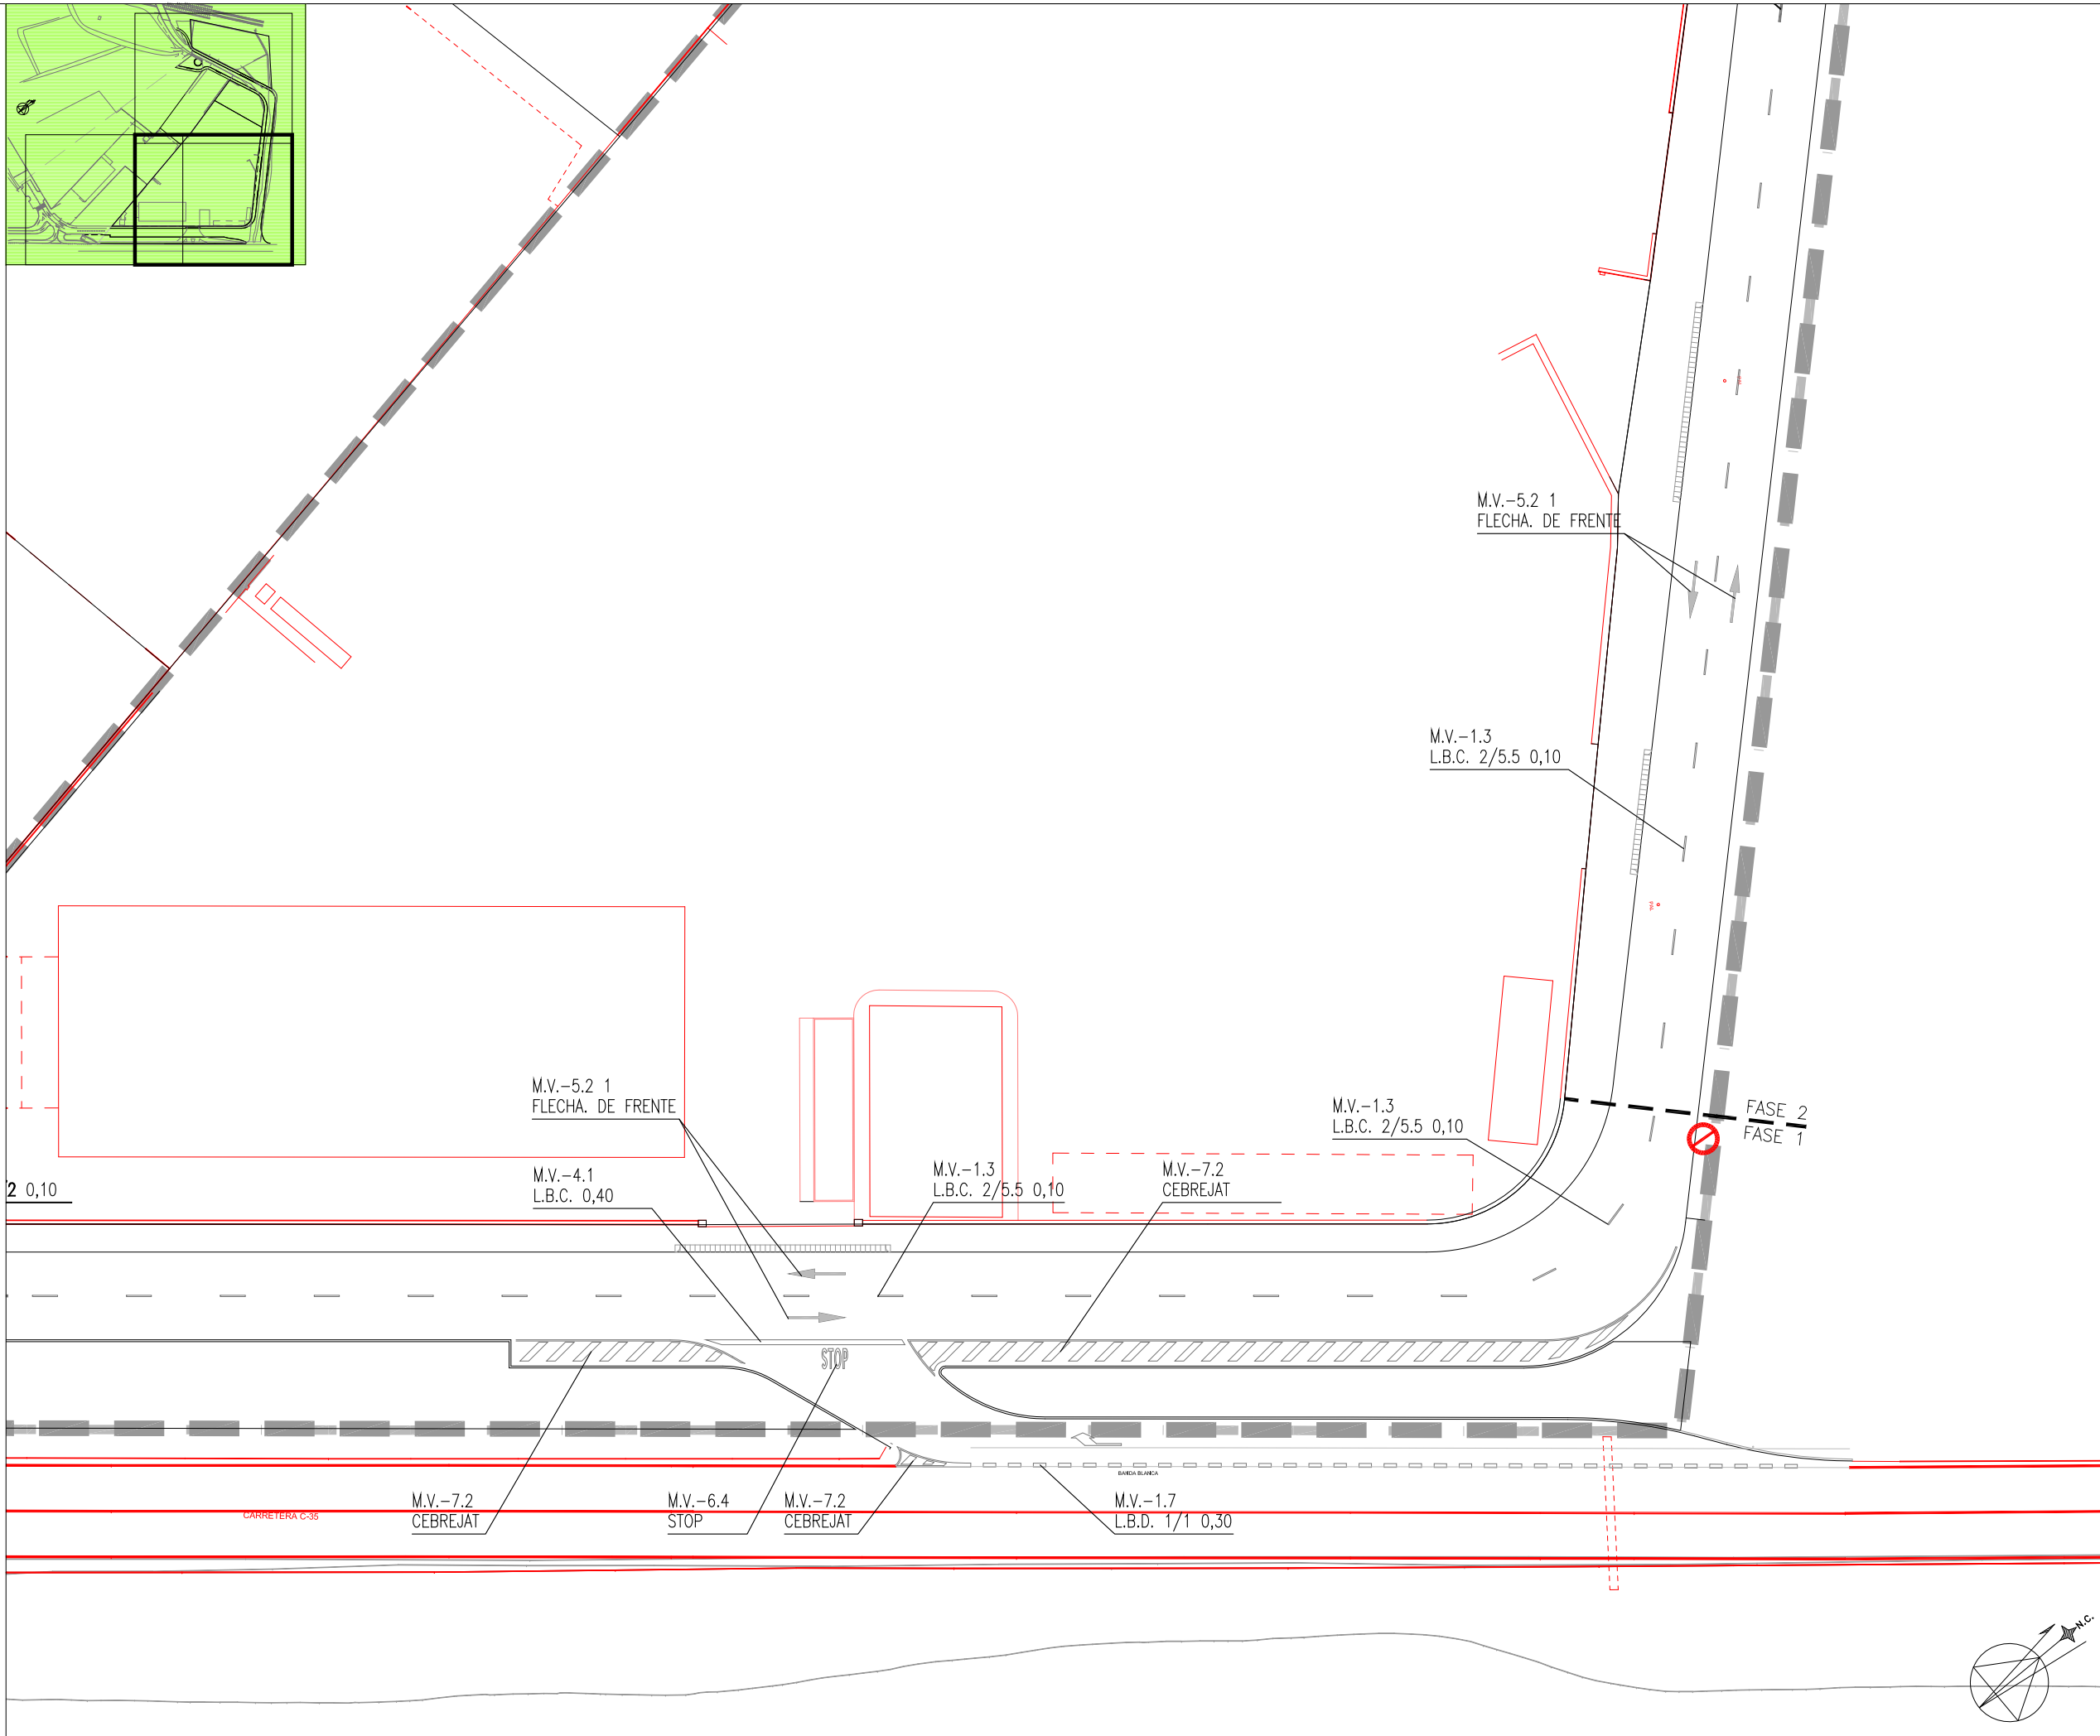 M.V.-5.2 1
FLECHA. DE FRENTE
M.V.-1.3
L.B.C. 2/5.5 0,10
M.V.-5.2 1
FLECHA. DE FRENTE
M.V.-1.3
L.B.C. 2/5.5 0,10
FASE 2
FASE 1
M.V.-4.1
L.B.C. 0,40
M.V.-1.3
L.B.C. 2/5.5 0,10
M.V.-7.2
CEBREJAT
2 0,10
STOP
BANDA BLANCA
CARRETERA C-35
M.V.-7.2
CEBREJAT
M.V.-6.4
STOP
M.V.-7.2
CEBREJAT
M.V.-1.7
L.B.D. 1/1 0,30
N.C.